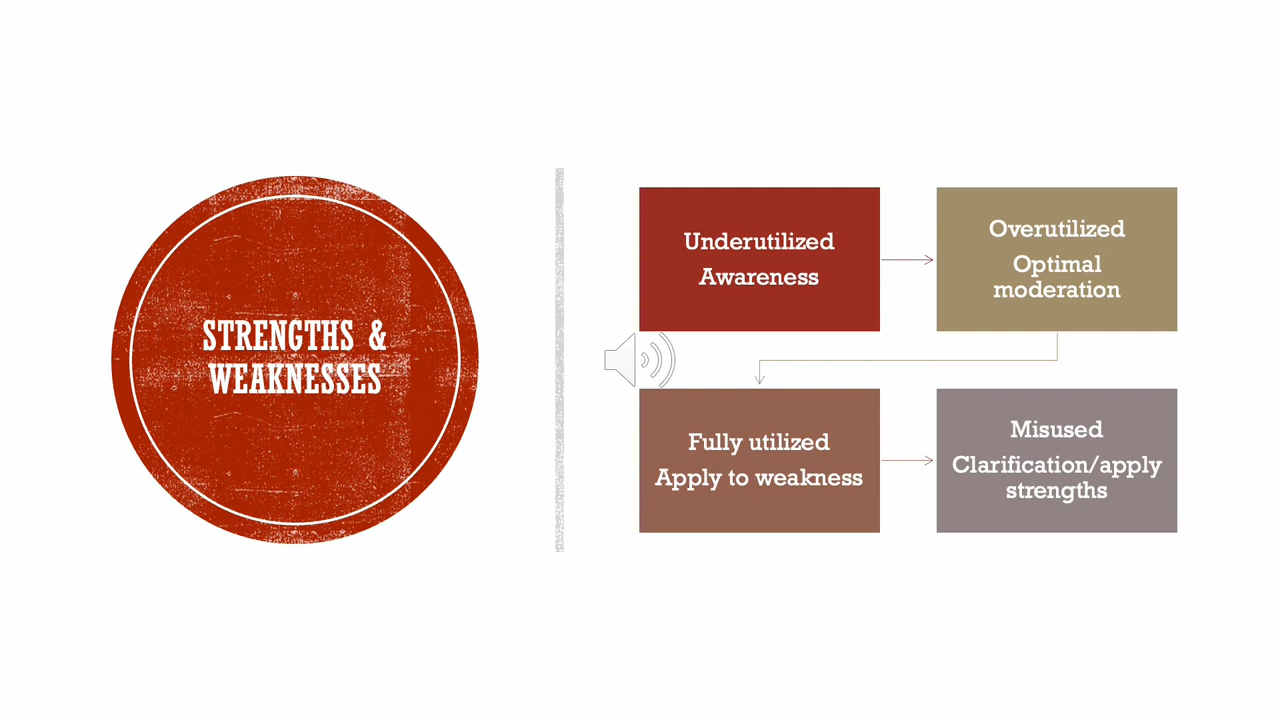 STRENGTHS &
WEAKNESSES
Underutilized
Awareness
Overutilized
Optimal
moderation
Fully utilized
Apply to weakness
Misused
Clarification/apply
strengths